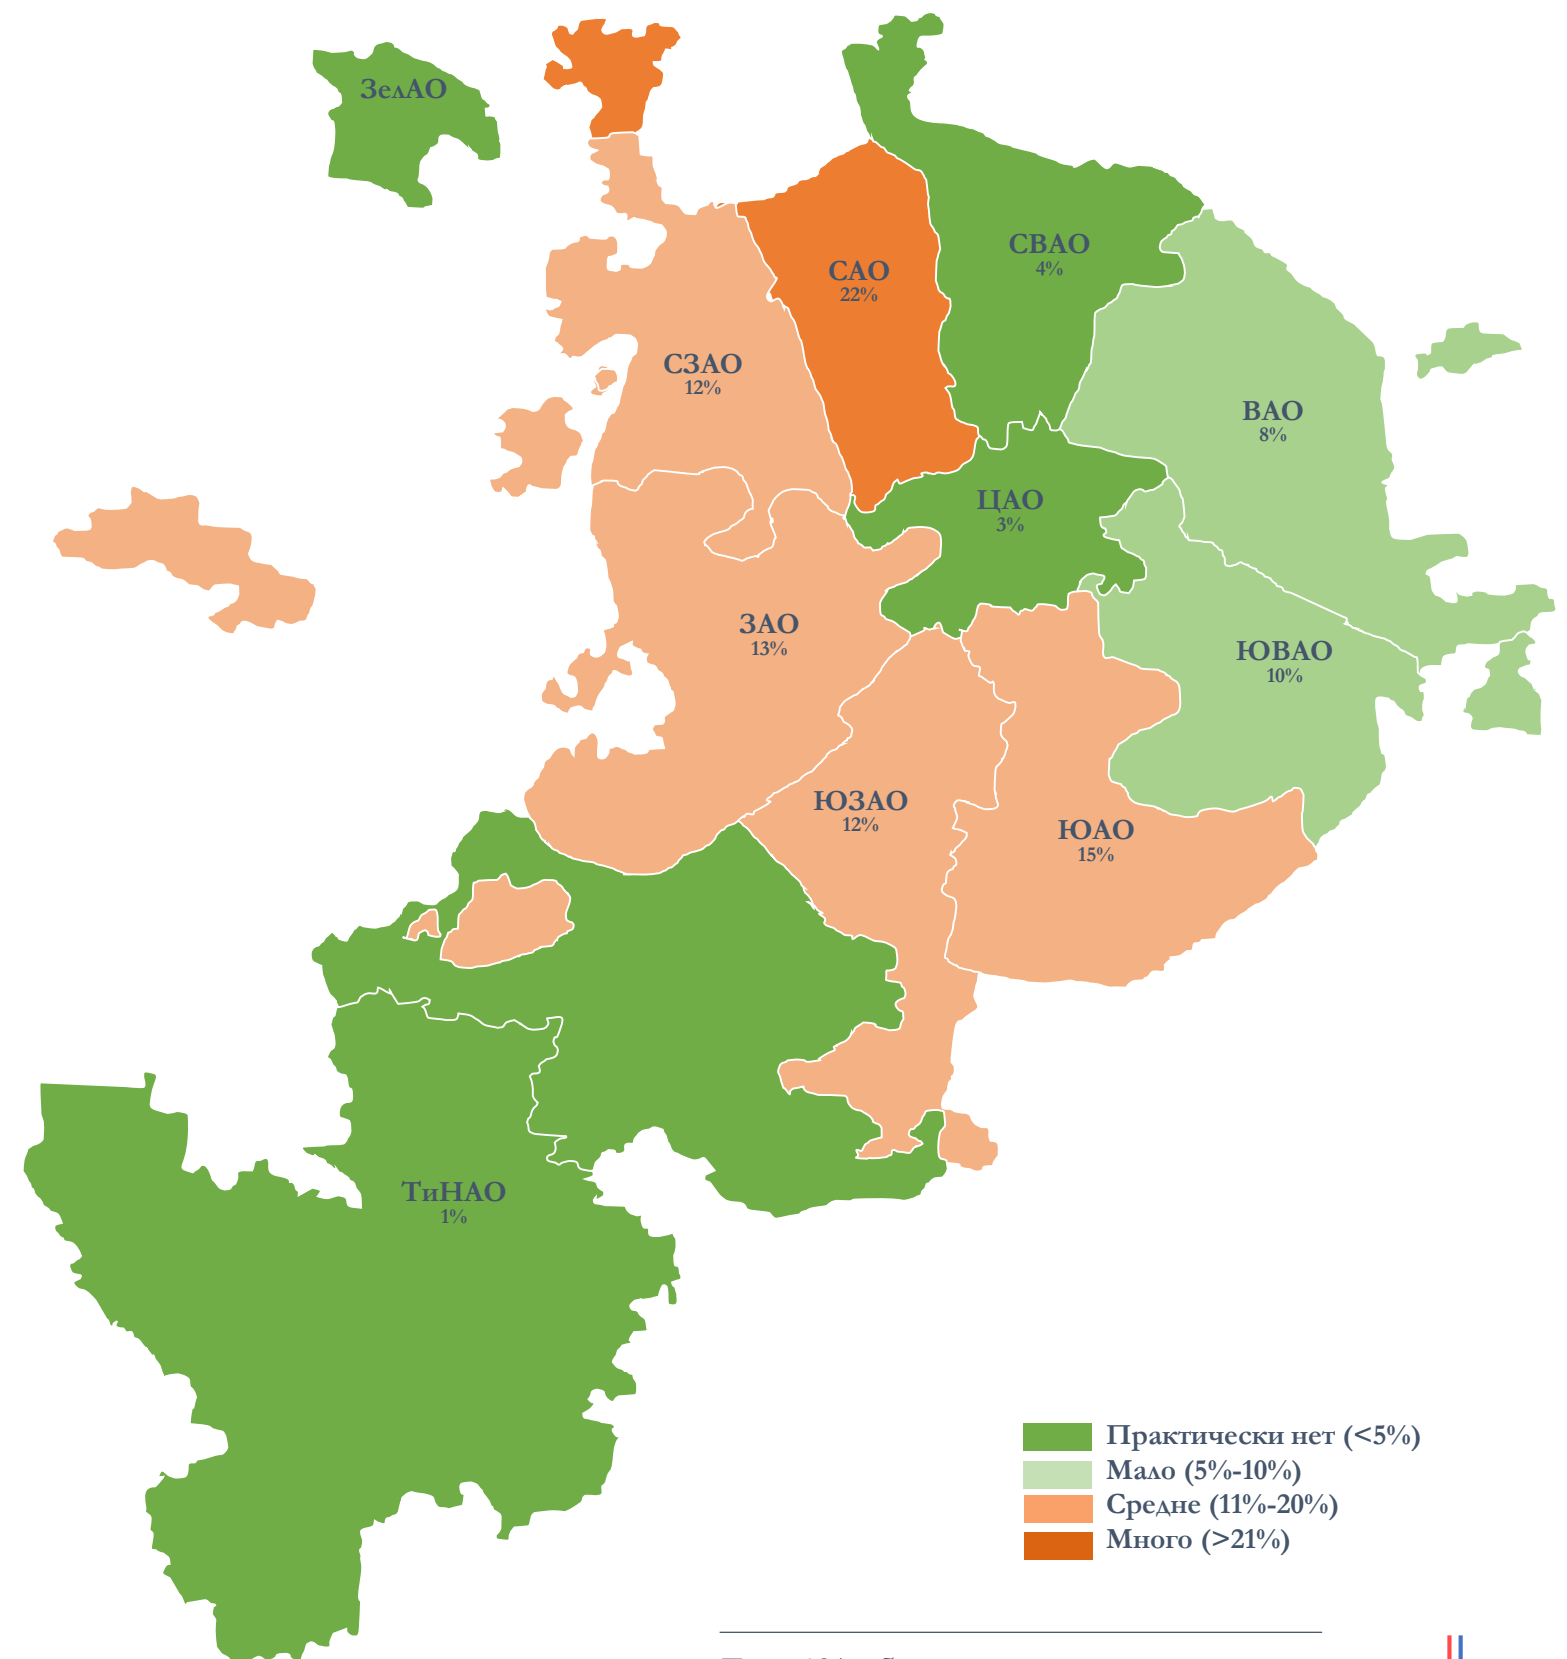 ЗелАО
СВАО
4%
САО
22%
СЗАО
12%
ВАО
8%
ЦАО
3%
ЗАО
13%
ЮВАО
10%
ЮЗАО
12%
ЮАО
15%
ТиНАО
1%
Практически нет (<5%)
Мало (5%-10%)
Средне (11%-20%)
Много (>21%)